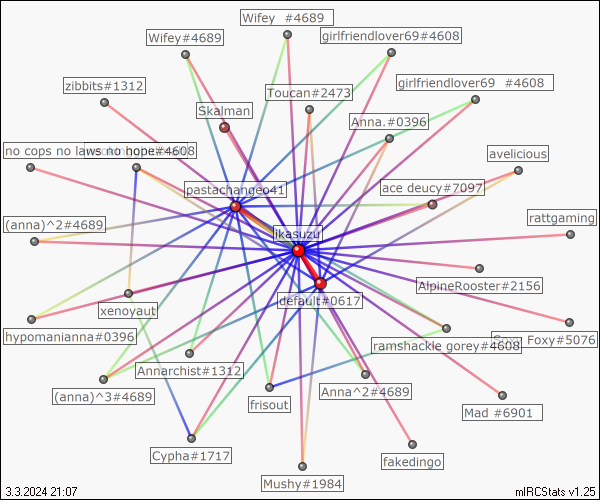 Wifey #4689
Wifey#4689
girlfriendlover69#4608
zibbits#1312
Toucan#2473
girlfriendlover69 #4608
Skalman
Anna.#0396
no cops no laws no hope#4608
avelicious
pastachangeo41
ace deucy#7097
(anna)^2#4689
rattgaming
ikasuzu
AlpineRooster#2156
default#0617
xenovaut
hypomanianna#0396
Foxy#5076
ramshackle gorey#4608
Annarchist#1312
(anna)^3#4689
frisout
Anna^2#4689
Mad #6901
Cypha#1717
fakedingo
Mushy#1984
3.3.2024 21:07
mIRCStats v1.25